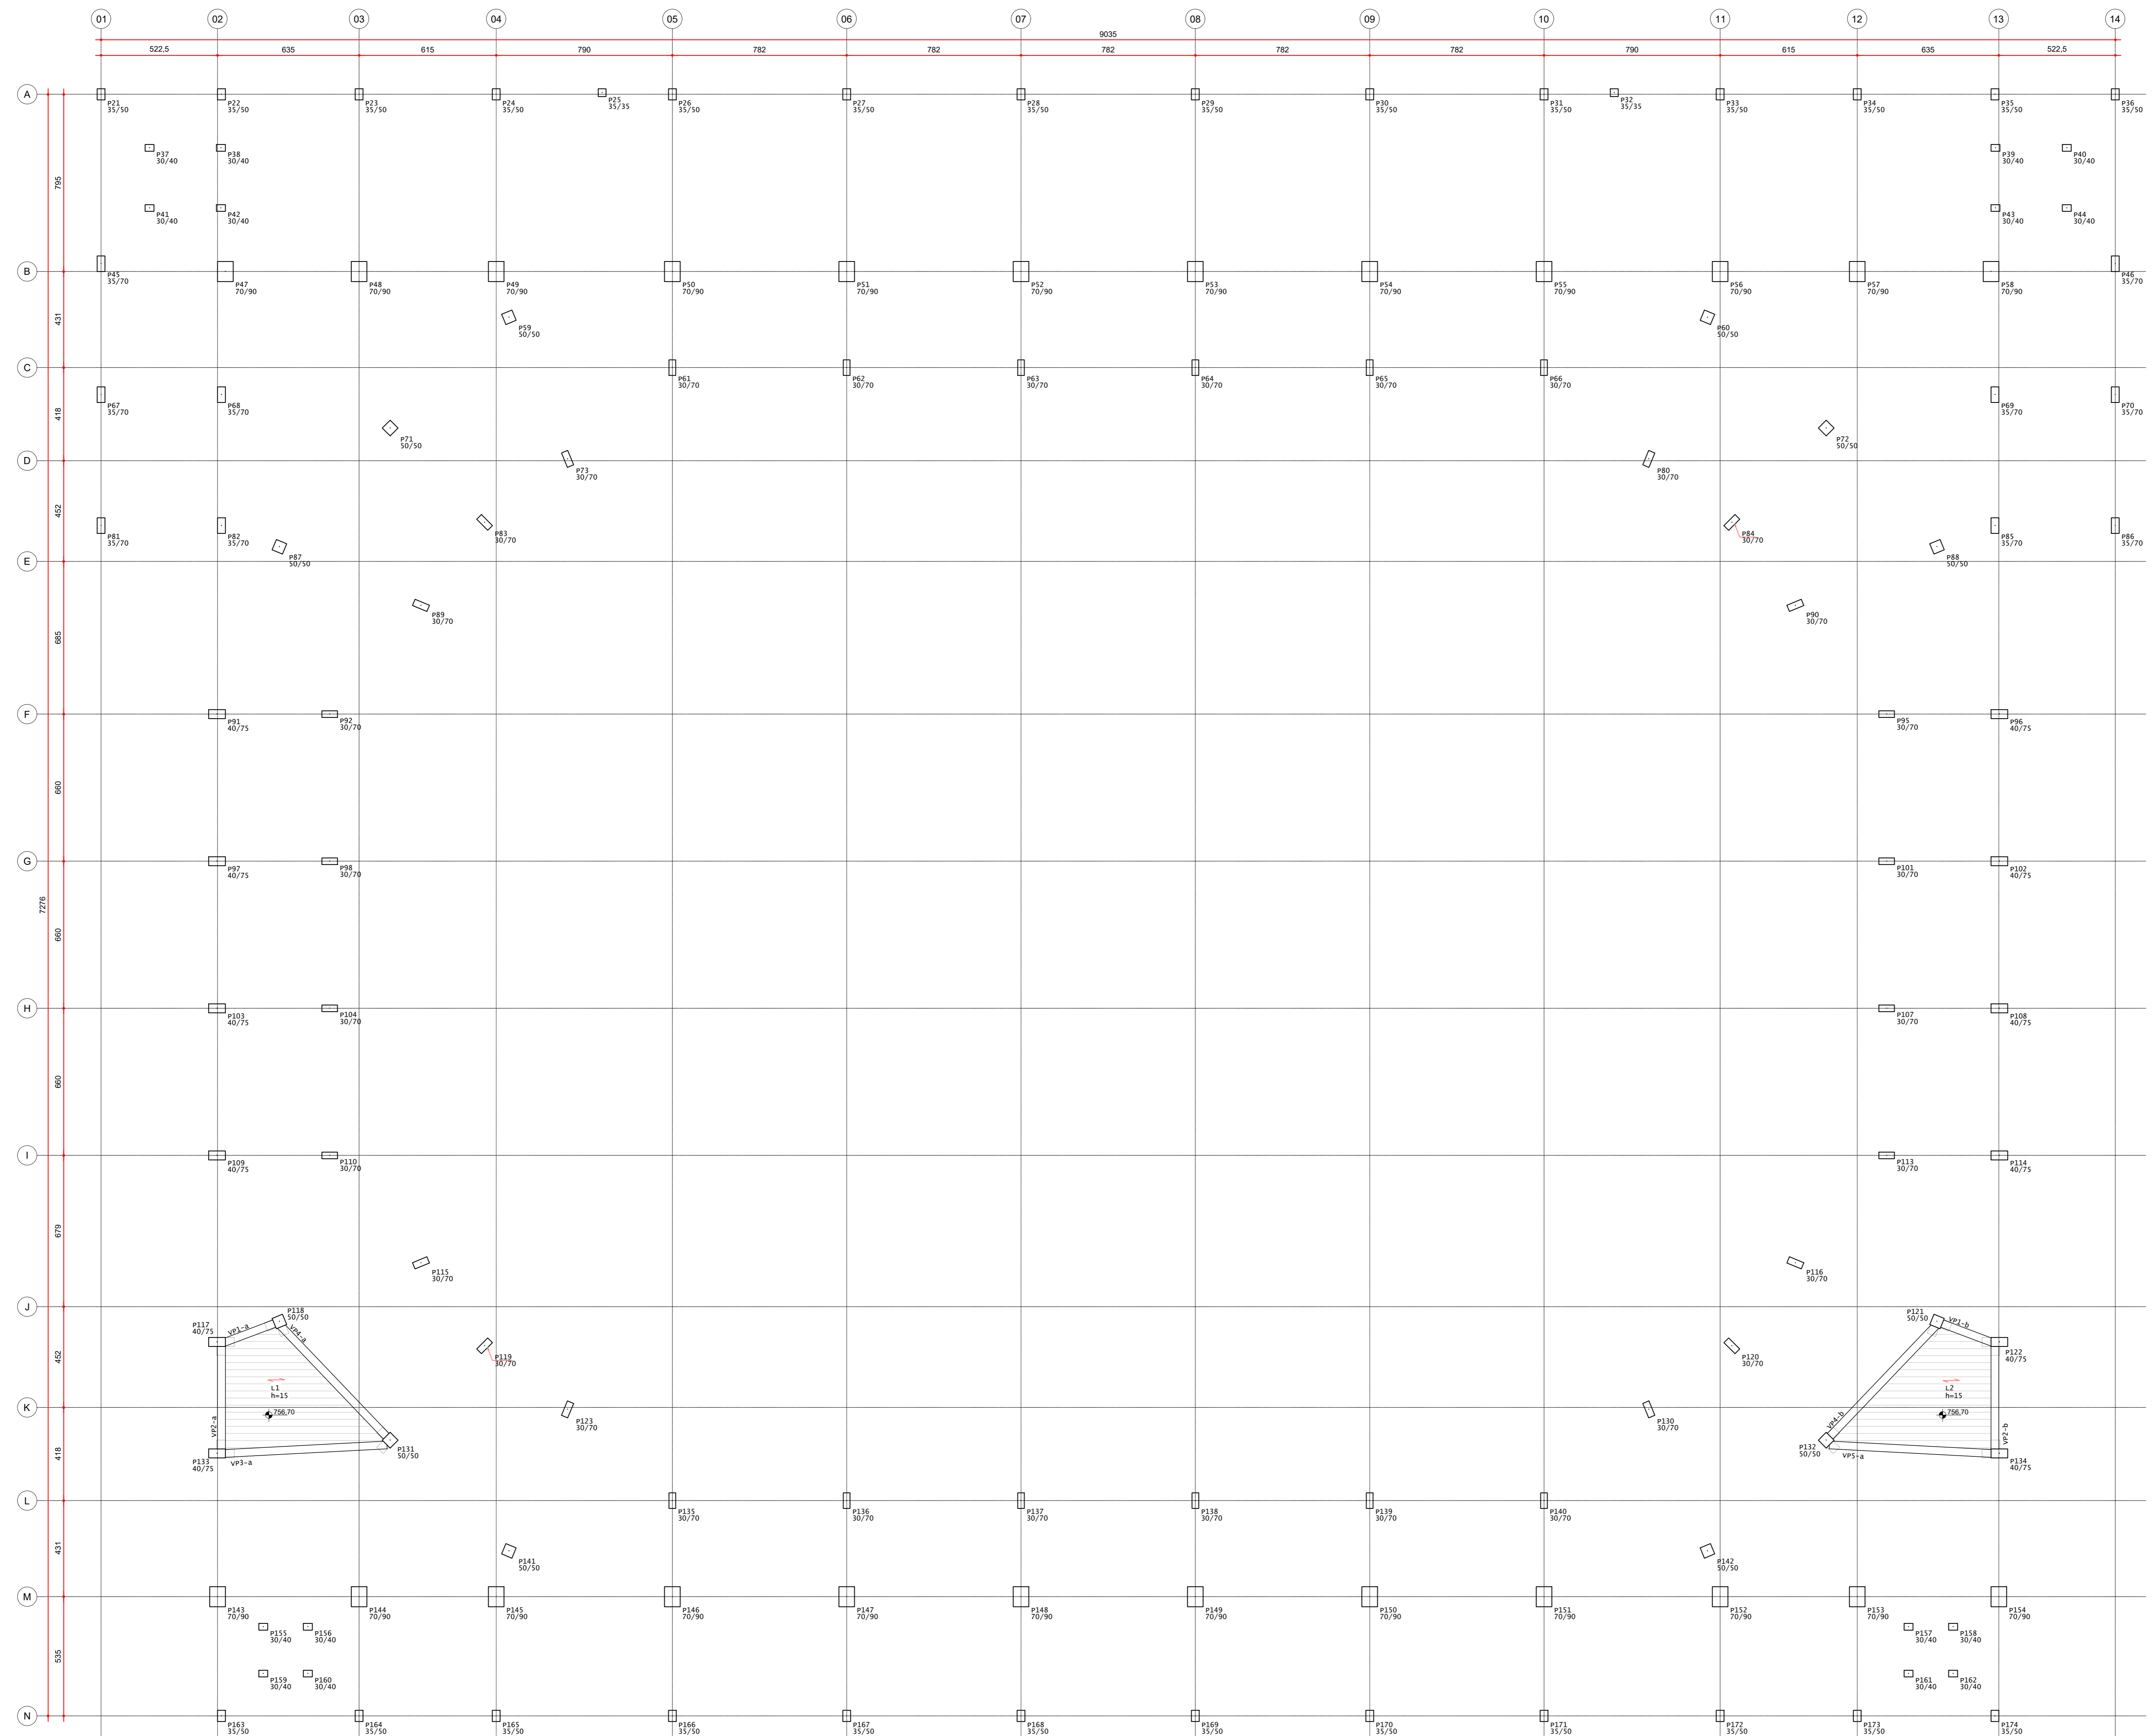 01 02 03 04 05 06 07 08 09 10 11 12 13 14
9035
522,5 635 615 790 782 782 782 782 782 790 615 635 522,5
A
P21 P22 P23 P24 P25 P26 P27 P28 P29 P30 P31 P32 P33 P34 P35 P36
35/50 35/50 35/50 35/50 35/35 35/50 35/50 35/50 35/50 35/50 35/50 35/35 35/50 35/50 35/50 35/50
P37 P38 P39 P40
30/40 30/40 30/40 30/40
795
P41 P42 P43 P44
30/40 30/40 30/40 30/40
B
P45 P46
35/70 35/70
P47 P48 P49 P50 P51 P52 P53 P54 P55 P56 P57 P58
70/90 70/90 70/90 70/90 70/90 70/90 70/90 70/90 70/90 70/90 70/90 70/90
431
P59 P60
50/50 50/50
C
P61 P62 P63 P64 P65 P66
30/70 30/70 30/70 30/70 30/70 30/70
P67 P68 P69 P70
35/70 35/70 35/70 35/70
418
P71 P72
50/50 50/50
D
P73 P80
30/70 30/70
452
P81 P82 P83 P84 P85 P86
35/70 35/70 30/70 30/70 35/70 35/70
P87 P88
50/50 50/50
E
P89 P90
30/70 30/70
685
F
P91 P92 P95 P96
40/75 30/70 30/70 40/75
660
G
P97 P98 P101 P102
40/75 30/70 30/70 40/75
7276
660
H
P103 P104 P107 P108
40/75 30/70 30/70 40/75
660
I
P109 P110 P113 P114
40/75 30/70 30/70 40/75
679
P115 P116
30/70 30/70
J
P118 P121
50/50 50/50
P117 P122
40/75 40/75
VP1-a VP4-a VP1-b
P119 P120
30/70 30/70
452
L1 L2
h=15 h=15
K
756,70 756,70
VP2-a VP4-b VP2-b
P123 P130
30/70 30/70
418
P131 P132
50/50 50/50
P133 P134
40/75 40/75
VP3-a VP5-a
L
P135 P136 P137 P138 P139 P140
30/70 30/70 30/70 30/70 30/70 30/70
431
P141 P142
50/50 50/50
M
P143 P144 P145 P146 P147 P148 P149 P150 P151 P152 P153 P154
70/90 70/90 70/90 70/90 70/90 70/90 70/90 70/90 70/90 70/90 70/90 70/90
P155 P156 P157 P158
30/40 30/40 30/40 30/40
535
P159 P160 P161 P162
30/40 30/40 30/40 30/40
N
P163 P164 P165 P166 P167 P168 P169 P170 P171 P172 P173 P174
35/50 35/50 35/50 35/50 35/50 35/50 35/50 35/50 35/50 35/50 35/50 35/50